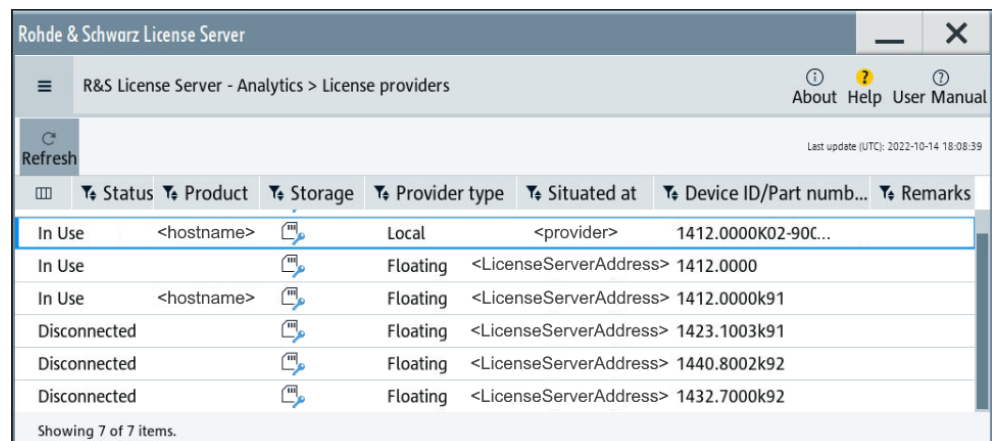 Rohde & Schwarz License Server
R&S License Server - Analytics > License providers
About Help User Manual
Refresh
Last update (UTC): 2022-10-14 18:08:39
Status Product Storage Provider type Situated at Device ID/Part numb... Remarks
In Use <hostname> Local <provider> 1412.0000K02-90C...
In Use Floating <LicenseServerAddress> 1412.0000
In Use <hostname> Floating <LicenseServerAddress> 1412.0000k91
Disconnected Floating <LicenseServerAddress> 1423.1003k91
Disconnected Floating <LicenseServerAddress> 1440.8002k92
Disconnected Floating <LicenseServerAddress> 1432.7000k92
Showing 7 of 7 items.